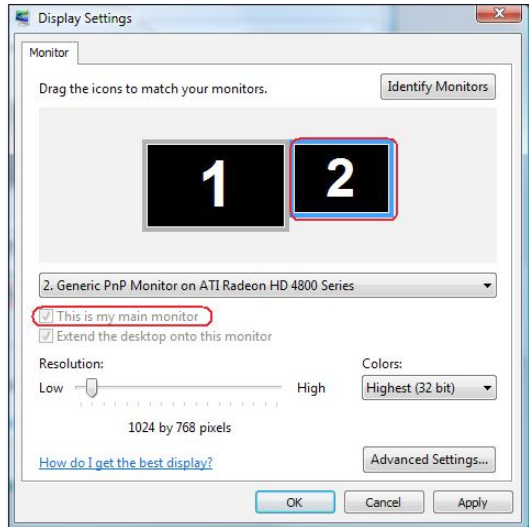 Display Settings
Monitor
Drag the icons to match your monitors.
Identify Monitors
1
2
2. Generic PnP Monitor on ATI Radeon HD 4800 Series
This is my main monitor
Extend the desktop onto this monitor
Resolution:
Colors:
Low
High
Highest (32 bit)
1024 by 768 pixels
How do I get the best display?
Advanced Settings...
OK
Cancel
Apply